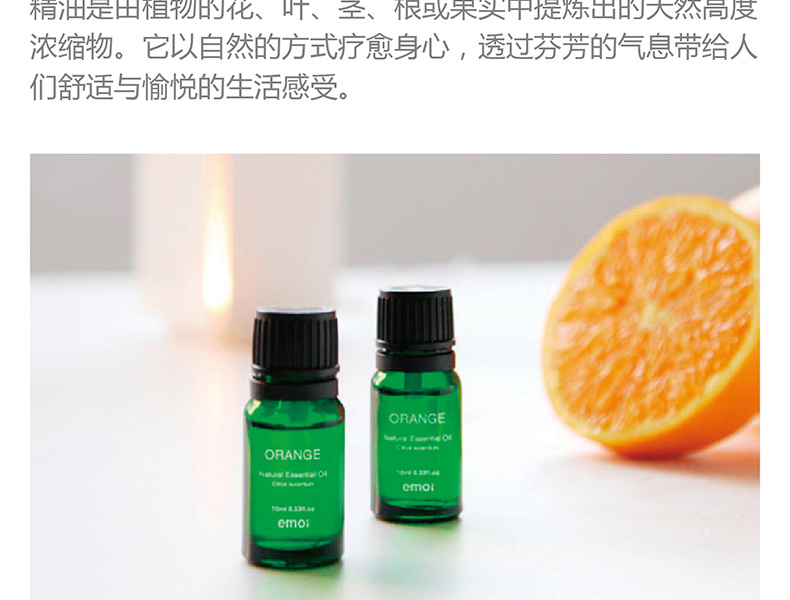 精油是由植物的花、叶、茎、根或果实中提炼出的天然高度
浓缩物。它以自然的方式疗愈身心，透过芬芳的气息带给人
们舒适与愉悦的生活感受。
ORANGE
Natural Essential Oil
Citrus aurantium
10ml 0.33fl.oz
emoi
ORANGE
Natural Essential Oil
Citrus aurantium
10ml 0.33fl.oz
emoi